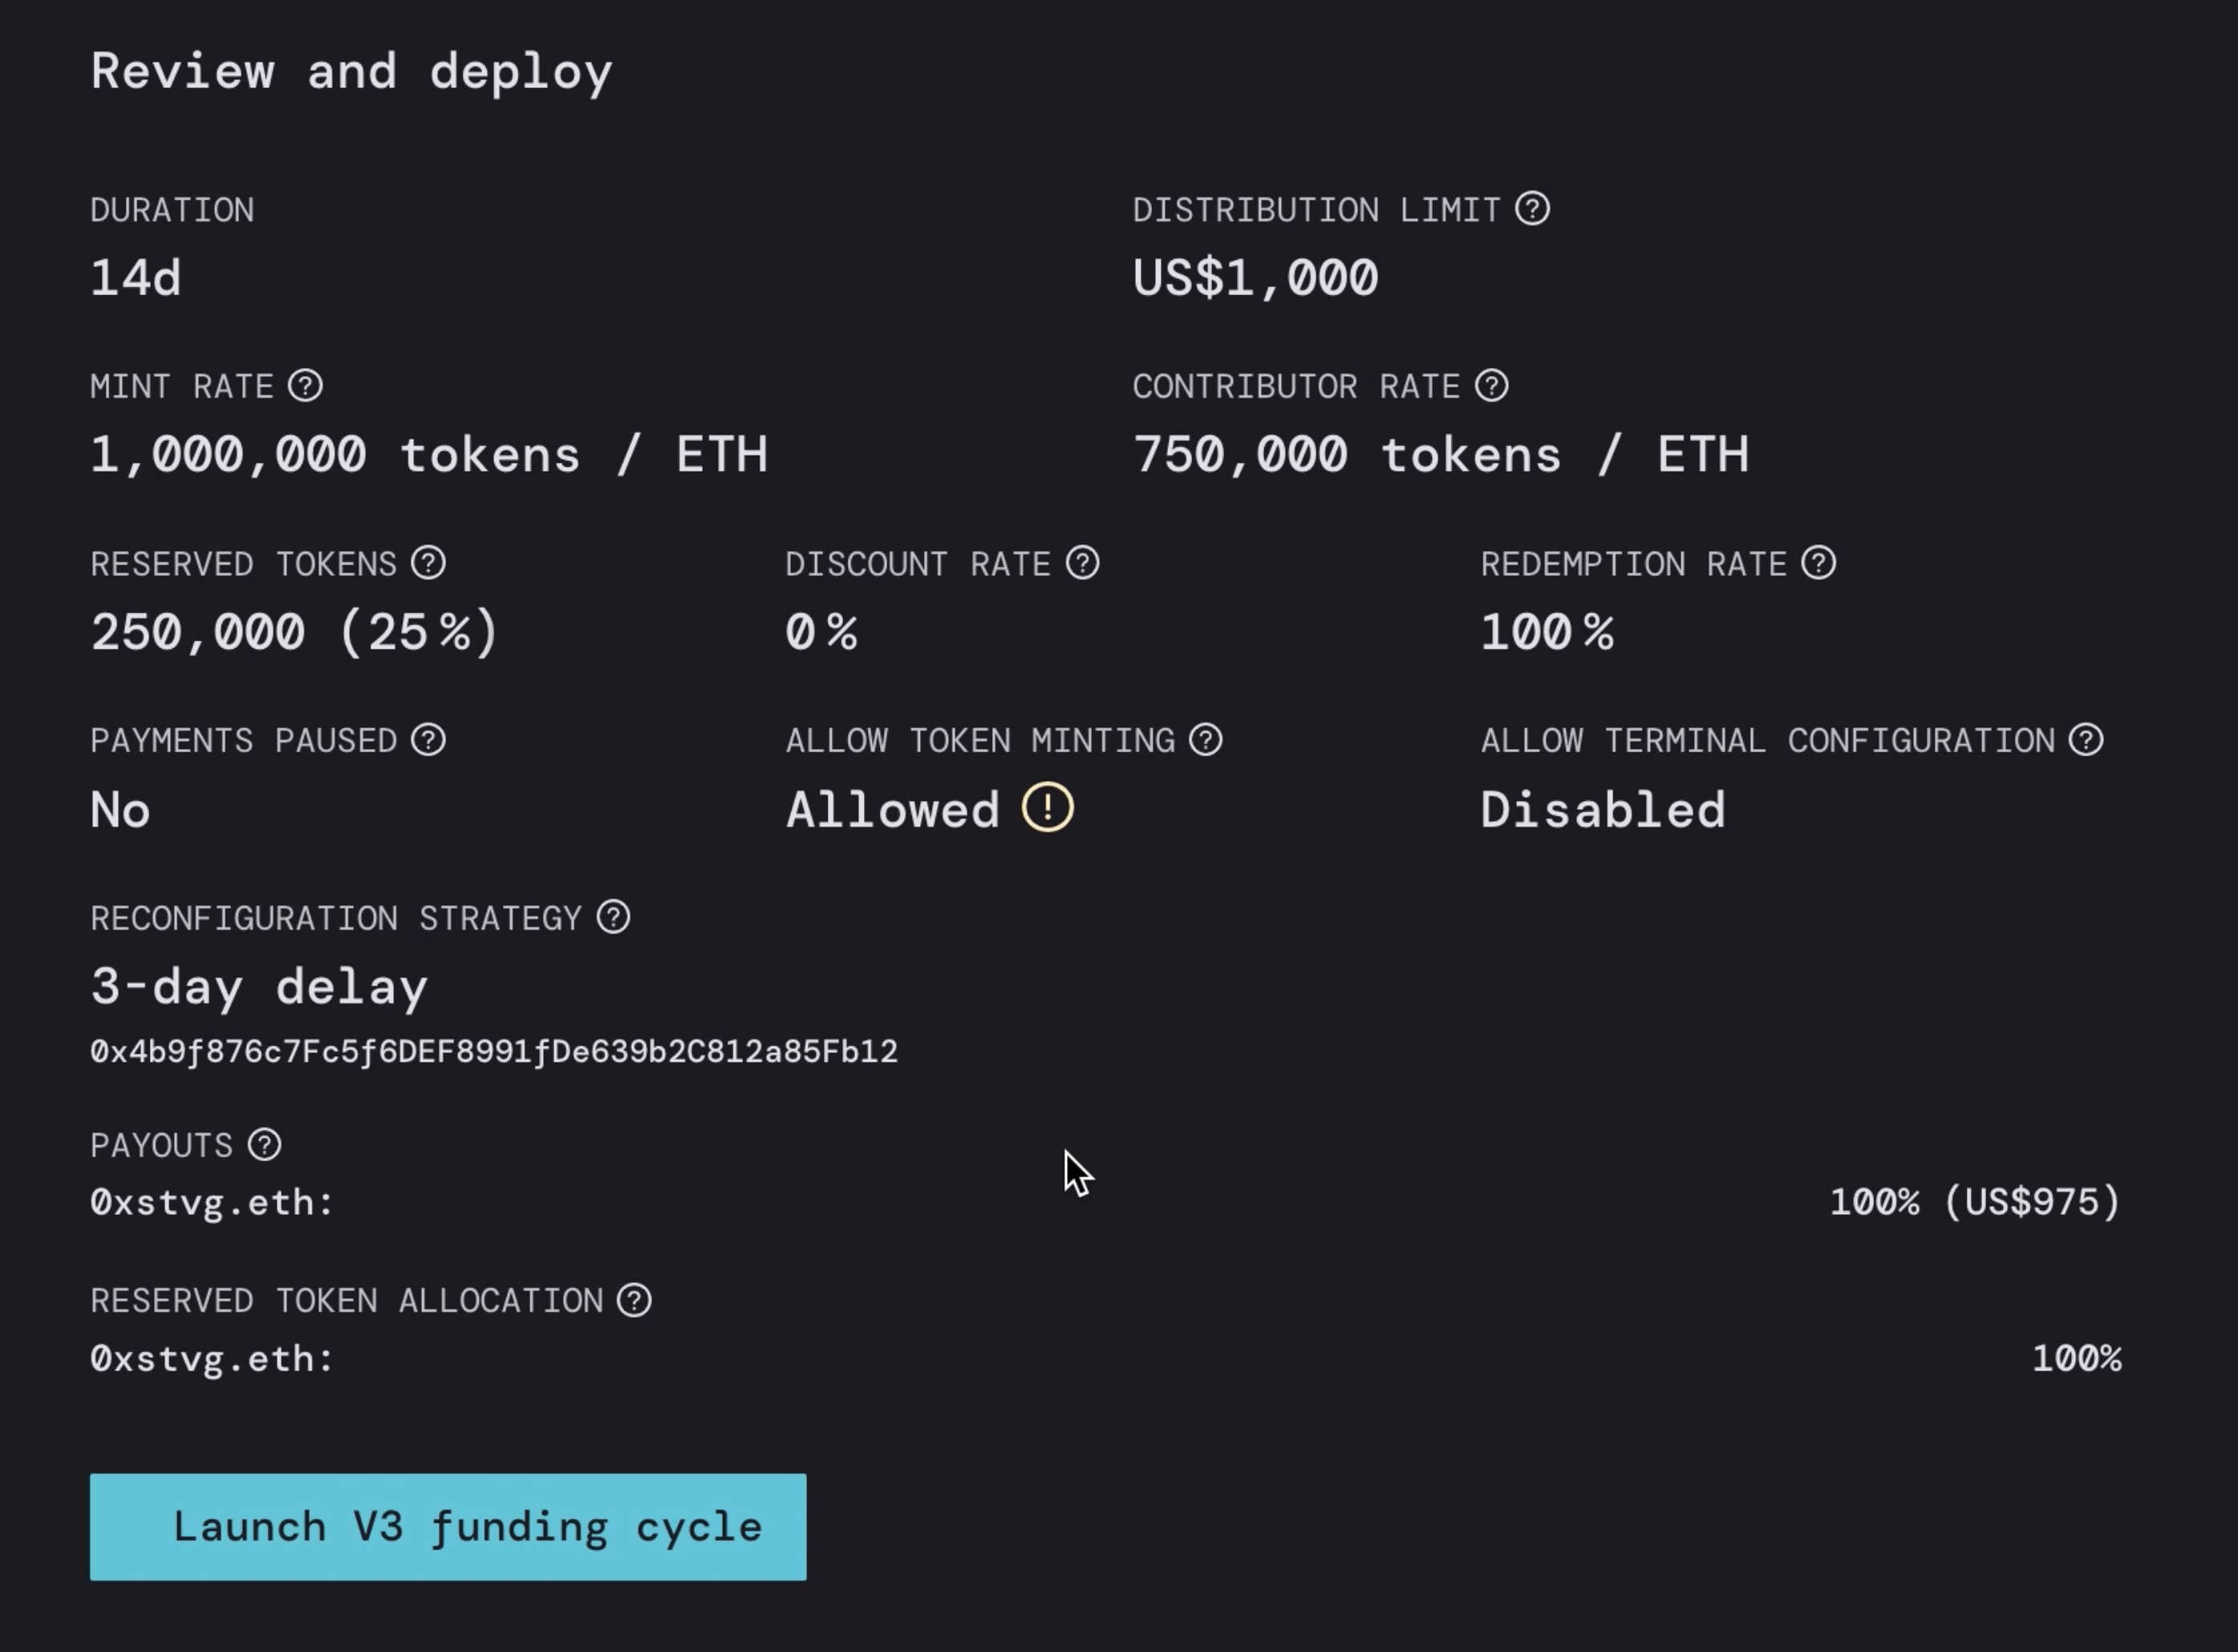 Review and deploy
DURATION
14d
DISTRIBUTION LIMIT
US$1,000
MINT RATE
1,000,000 tokens / ETH
CONTRIBUTOR RATE
750,000 tokens / ETH
RESERVED TOKENS
250,000 (25%)
DISCOUNT RATE
0%
REDEMPTION RATE
100%
PAYMENTS PAUSED
No
ALLOW TOKEN MINTING
Allowed
ALLOW TERMINAL CONFIGURATION
Disabled
RECONFIGURATION STRATEGY
3-day delay
0x4b9f876c7Fc5f6DEF8991fDe639b2C812a85Fb12
PAYOUTS
0xstvg.eth: 100% (US$975)
RESERVED TOKEN ALLOCATION
0xstvg.eth: 100%
Launch V3 funding cycle